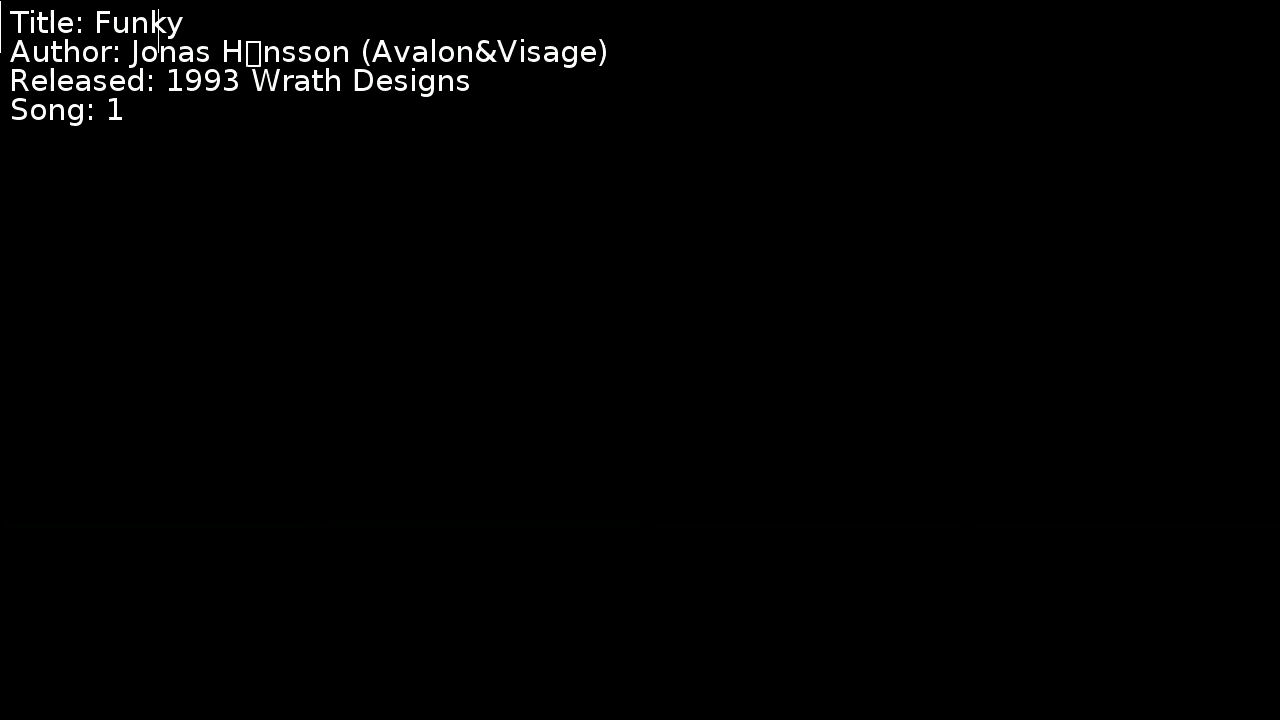 Title: Funky
Author: Jonas H▯nsson (Avalon&Visage)
Released: 1993 Wrath Designs
Song: 1